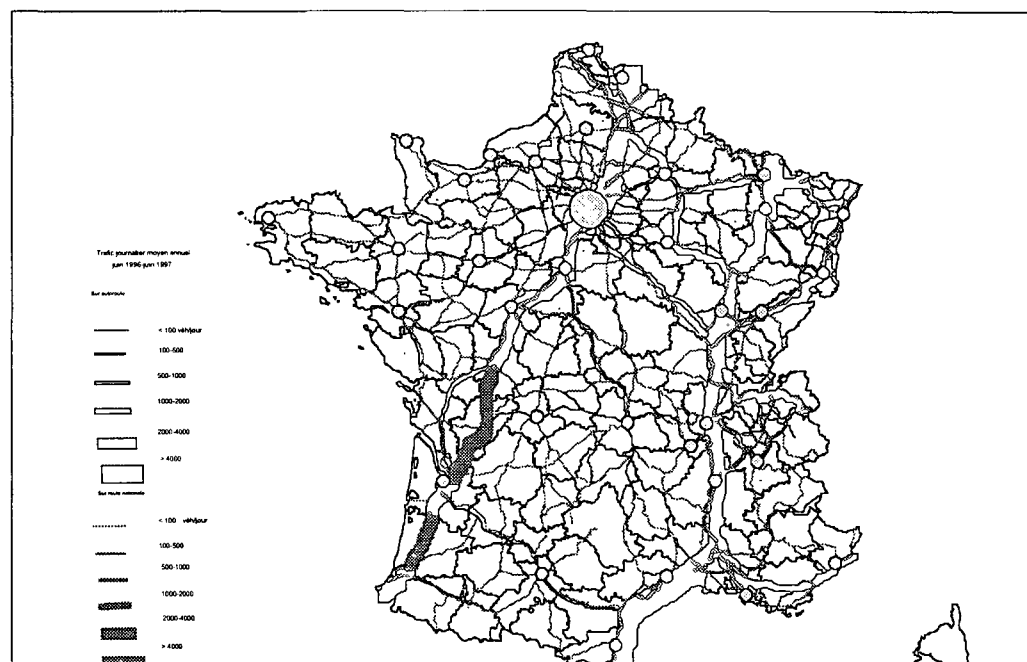 Trafic journalier moyen annuel
juin 1996-juin 1997
Sur autoroute
< 100 véh/jour
100-500
500-1000
1000-2000
2000-4000
> 4000
Sur route nationale
< 100 véh/jour
100-500
500-1000
1000-2000
2000-4000
> 4000